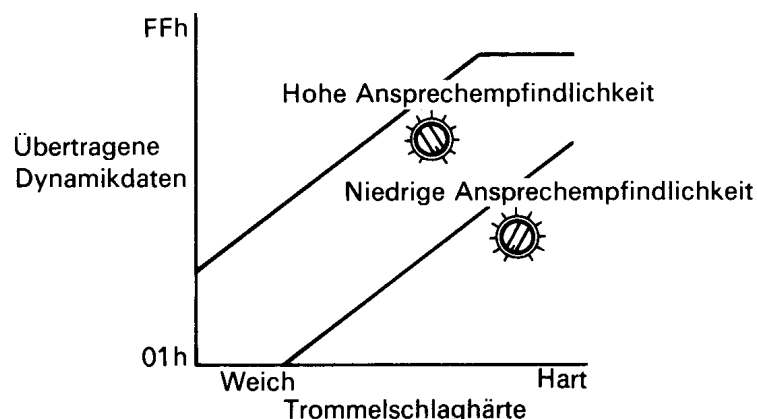 FFh
Hohe Ansprechempfindlichkeit
Übertragene
Dynamikdaten
Niedrige Ansprechempfindlichkeit
01h
Weich
Hart
Trommelschlaghärte